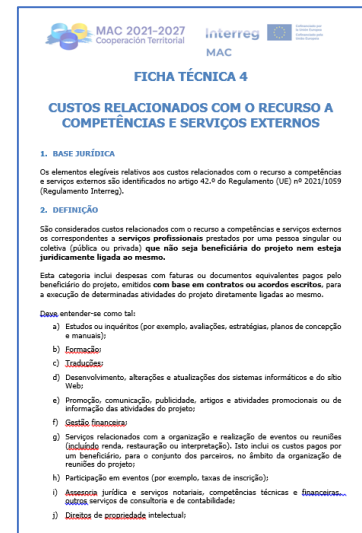 MAC 2021-2027
Cooperación Territorial
Interreg
MAC
FICHA TÉCNICA 4
CUSTOS RELACIONADOS COM O RECURSO A
COMPETÊNCIAS E SERVIÇOS EXTERNOS
1. BASE JURÍDICA
Os elementos elegíveis relativos aos custos relacionados com o recurso a competências
e serviços externos são identificados no artigo 42.º do Regulamento (UE) nº 2021/1059
(Regulamento Interreg).
2. DEFINIÇÃO
São considerados custos relacionados com o recurso a competências e serviços externos
os correspondentes a serviços profissionais prestados por uma pessoa singular ou
coletiva (pública ou privada) que não seja beneficiária do projeto nem esteja
juridicamente ligada ao mesmo.
Esta categoria inclui despesas com faturas ou documentos equivalentes pagos pelo
beneficiário do projeto, emitidos com base em contratos ou acordos escritos, para
a execução de determinadas atividades do projeto diretamente ligadas ao mesmo.
Deve entender-se como tal:
a) Estudos ou inquéritos (por exemplo, avaliações, estratégias, planos de concepção
e manuais);
b) Formação;
c) Traduções;
d) Desenvolvimento, alterações e atualizações dos sistemas informáticos e do sítio
Web;
e) Promoção, comunicação, publicidade, artigos e atividades promocionais ou de
informação das atividades do projeto;
f) Gestão financeira;
g) Serviços relacionados com a organização e realização de eventos ou reuniões
(incluíndo renda, restauração ou interpretação). Isto inclui os custos pagos por
um beneficiário, para o conjunto dos parceiros, no âmbito da organização de
reuniões do projeto;
h) Participação em eventos (por exemplo, taxas de inscrição);
i) Assesoria jurídica e serviços notariais, competências técnicas e financeiras,
outros serviços de consultoria e de contabilidade;
j) Direitos de propriedade intelectual;